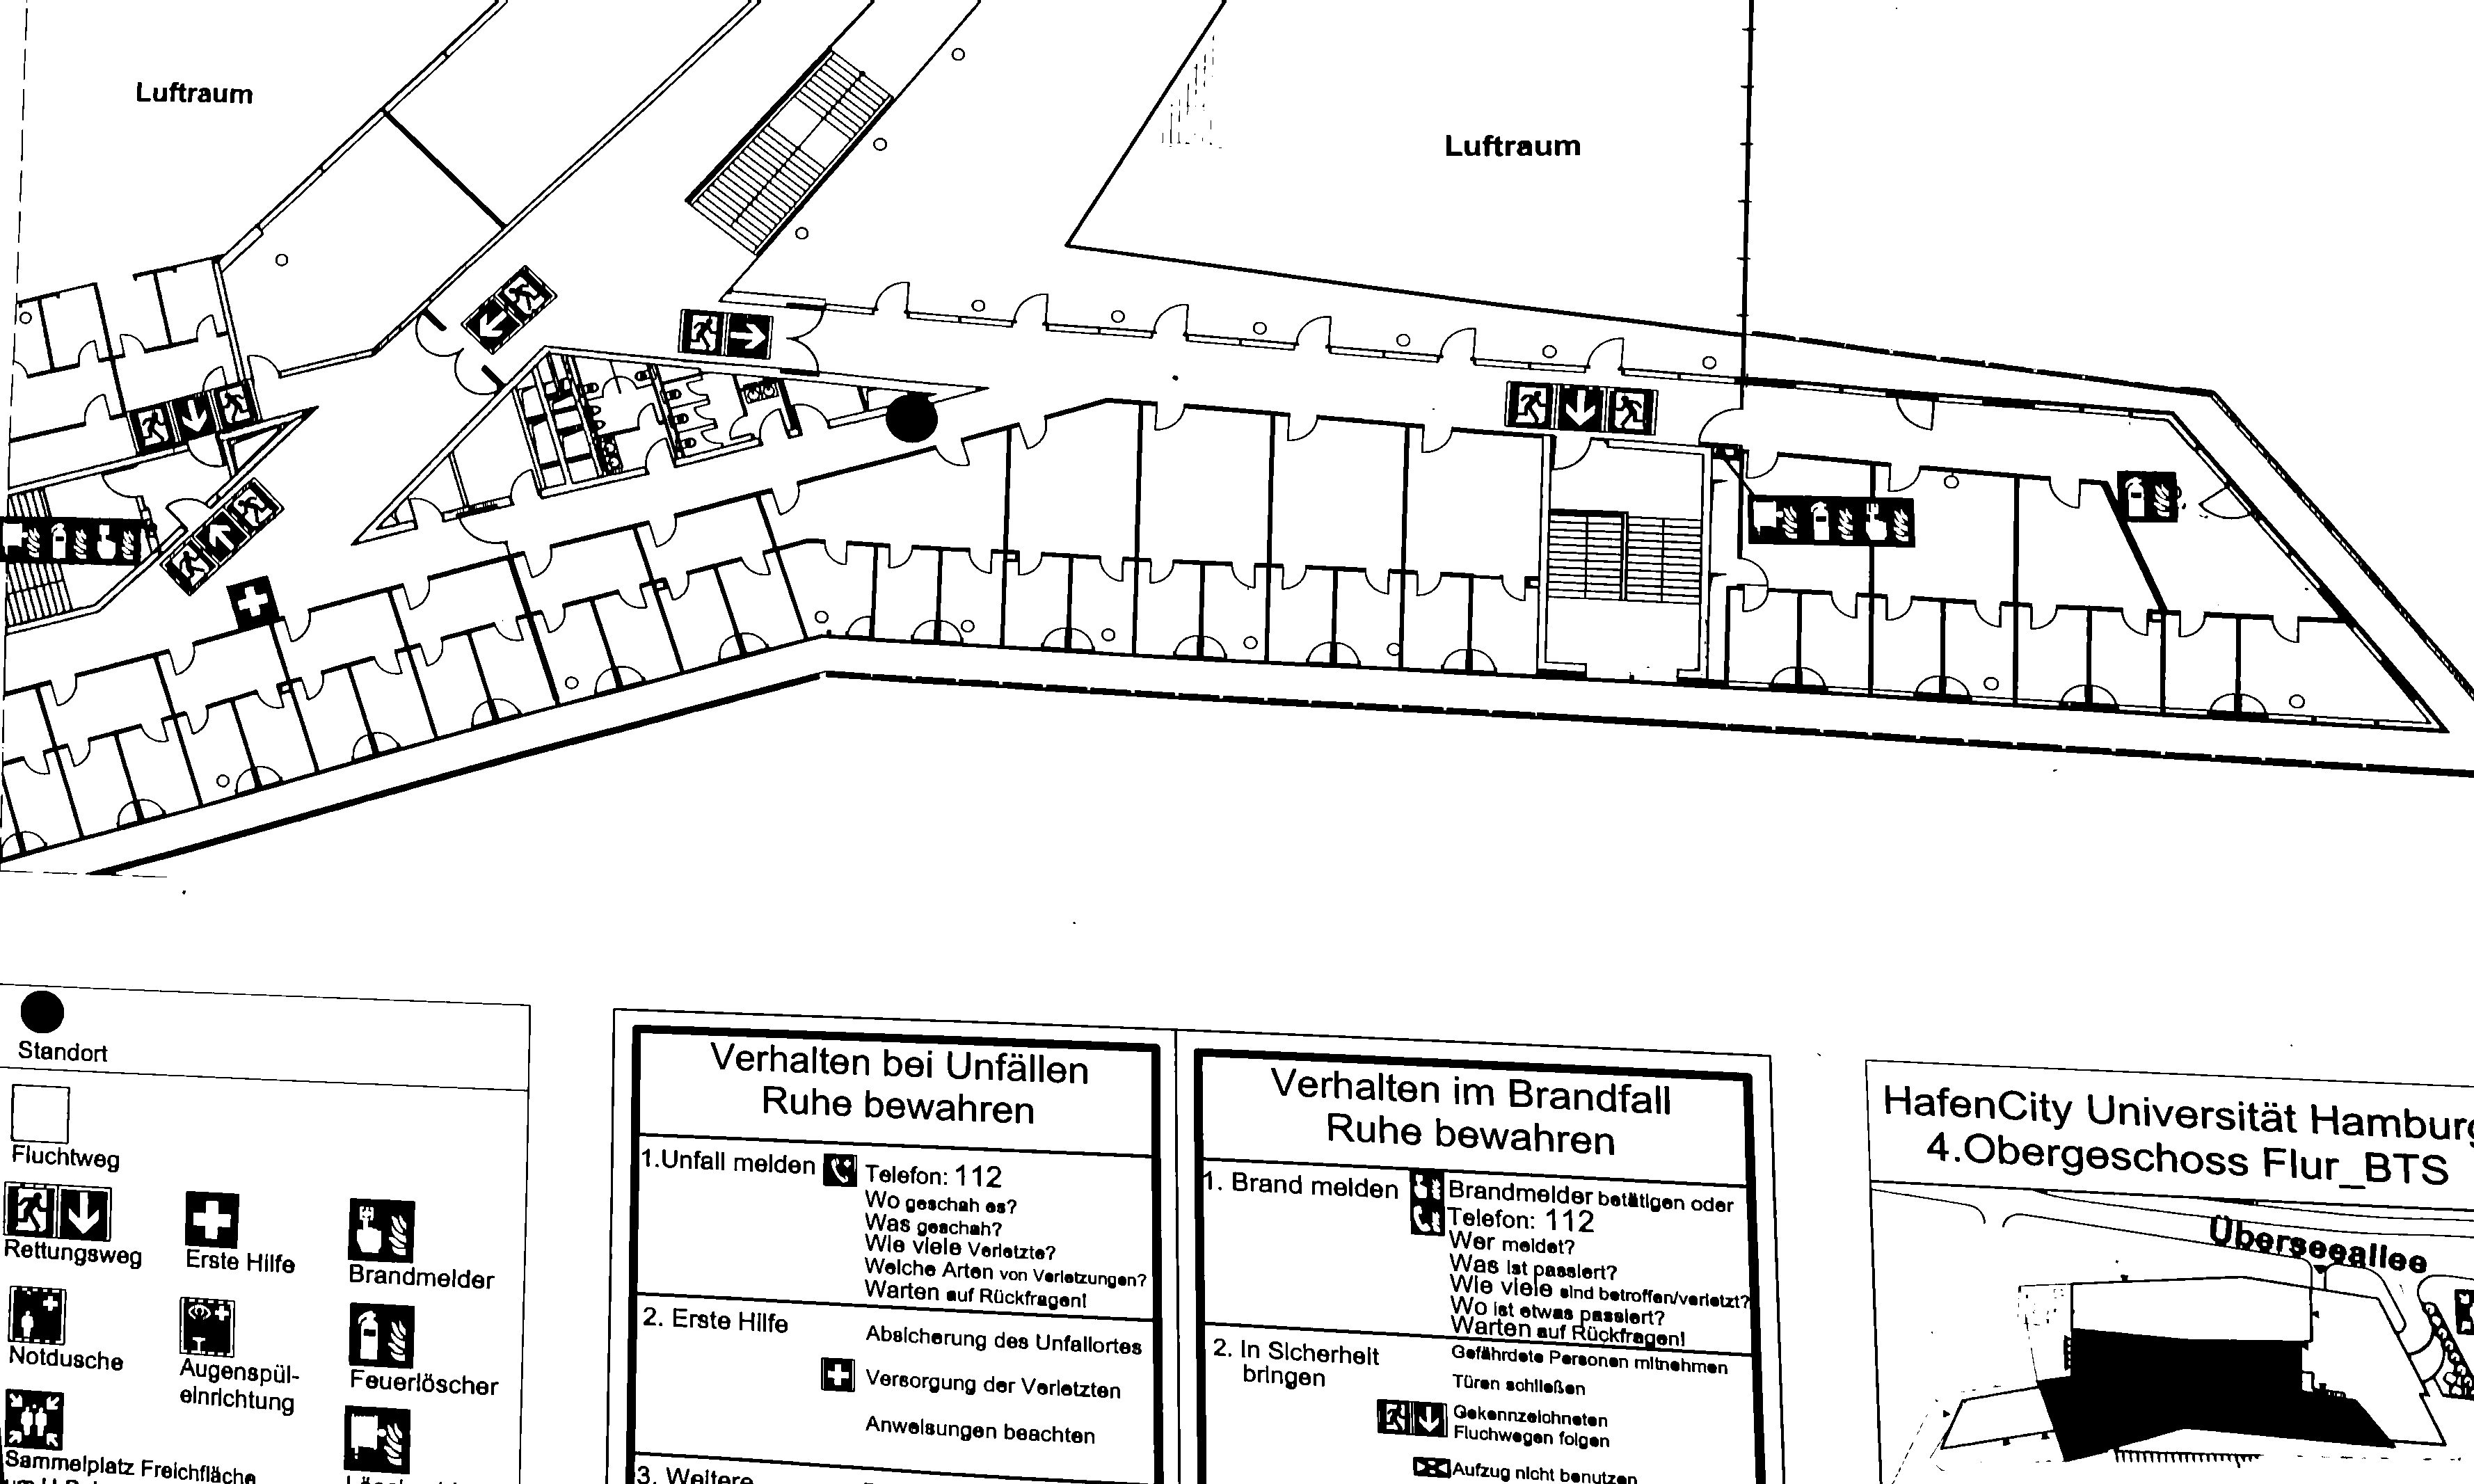 Luftraum
Luftraum
Standort
Fluchtweg
Rettungsweg
Erste Hilfe
Brandmelder
Notdusche
Augenspül-
einrichtung
Feuerlöscher
Sammelplatz Freichfläche
Verhalten bei Unfällen
Ruhe bewahren
1.Unfall melden
Telefon: 112
Wo geschah es?
Was geschah?
Wie viele Verletzte?
Welche Arten von Verletzungen?
Warten auf Rückfragen!
2. Erste Hilfe
Absicherung des Unfallortes
Versorgung der Verletzten
Anweisungen beachten
3. Weitere
Verhalten im Brandfall
Ruhe bewahren
1. Brand melden
Brandmelder betätigen oder
Telefon: 112
Wer meldet?
Was ist passiert?
Wie viele sind betroffen/verletzt?
Wo ist etwas passiert?
Warten auf Rückfragen!
2. In Sicherheit
bringen
Gefährdete Personen mitnehmen
Türen schließen
Gekennzeichneten
Fluchwegen folgen
Aufzug nicht benutzen
HafenCity Universität Hamburg
4.Obergeschoss Flur_BTS
Überseeallee